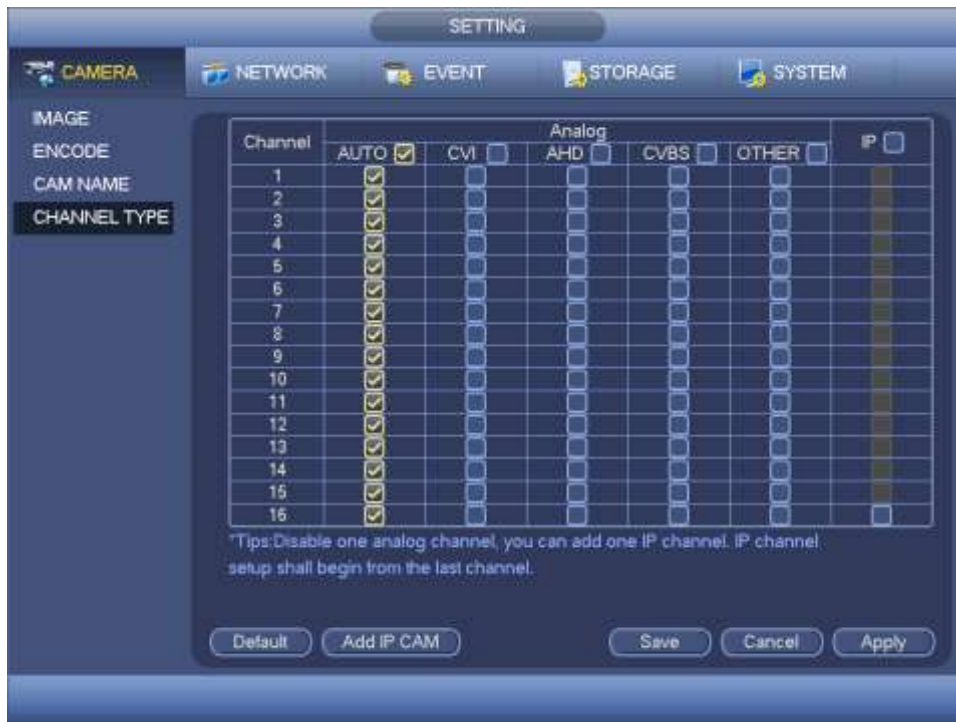 SETTING
CAMERA NETWORK EVENT STORAGE SYSTEM
IMAGE
ENCODE
CAM NAME
CHANNEL TYPE
Channel Analog IP
AUTO CVI AHD CVBS OTHER
1
2
3
4
5
6
7
8
9
10
11
12
13
14
15
16
*Tips:Disable one analog channel, you can add one IP channel. IP channel
setup shall begin from the last channel.
Default Add IP CAM Save Cancel Apply